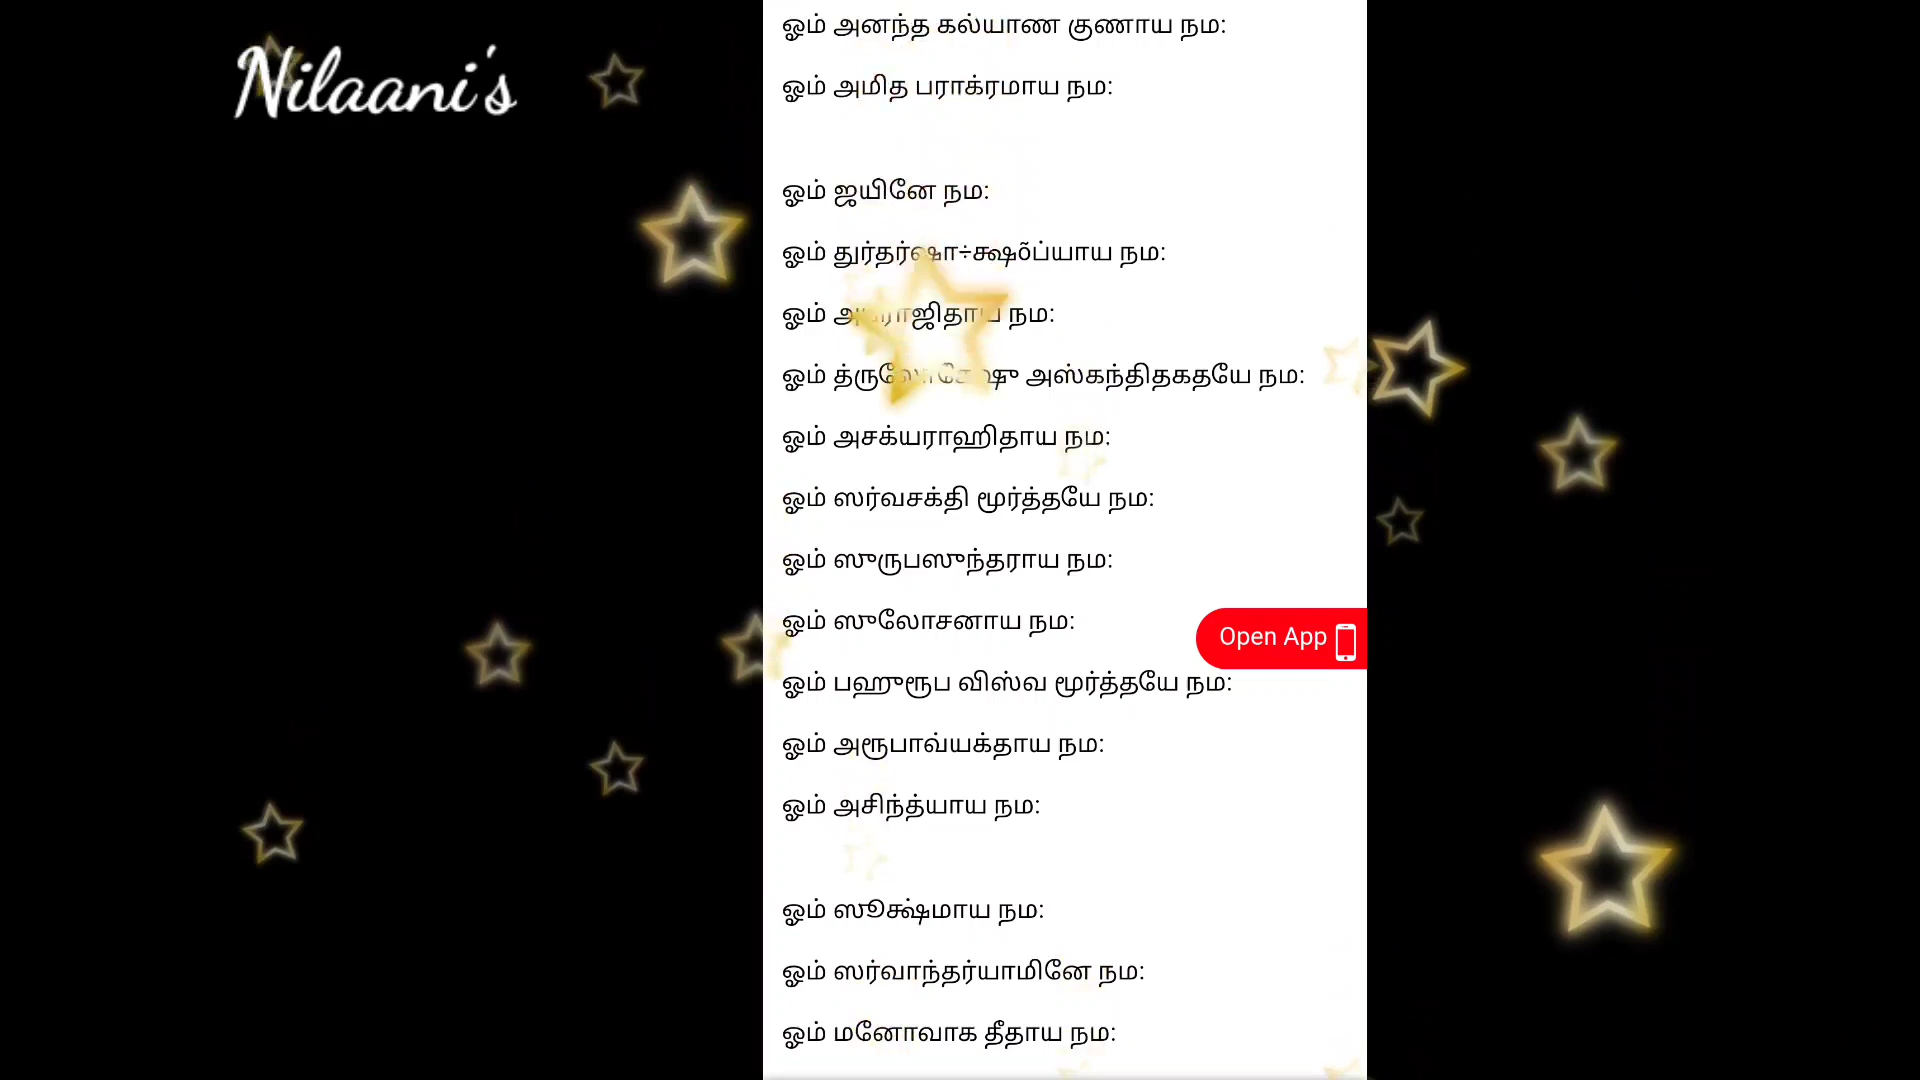 Nilaani's
ஓம் அனந்த கல்யாண குணாய நம:
ஓம் அமித பராக்ரமாய நம:
ஓம் ஜயினே நம:
ஓம் துர்தர்ஷா÷க்ஷõப்யாய நம:
ஓம் அபராஜிதாய நம:
ஓம் த்ருலோகேஷு அஸ்கந்திதகதயே நம:
ஓம் அசக்யராஹிதாய நம:
ஓம் ஸர்வசக்தி மூர்த்தயே நம:
ஓம் ஸுருபஸுந்தராய நம:
ஓம் ஸுலோசனாய நம:
Open App
ஓம் பஹுரூப விஸ்வ மூர்த்தயே நம:
ஓம் அரூபாவ்யக்தாய நம:
ஓம் அசிந்த்யாய நம:
ஓம் ஸூக்ஷ்மாய நம:
ஓம் ஸர்வாந்தர்யாமினே நம:
ஓம் மனோவாக தீதாய நம: